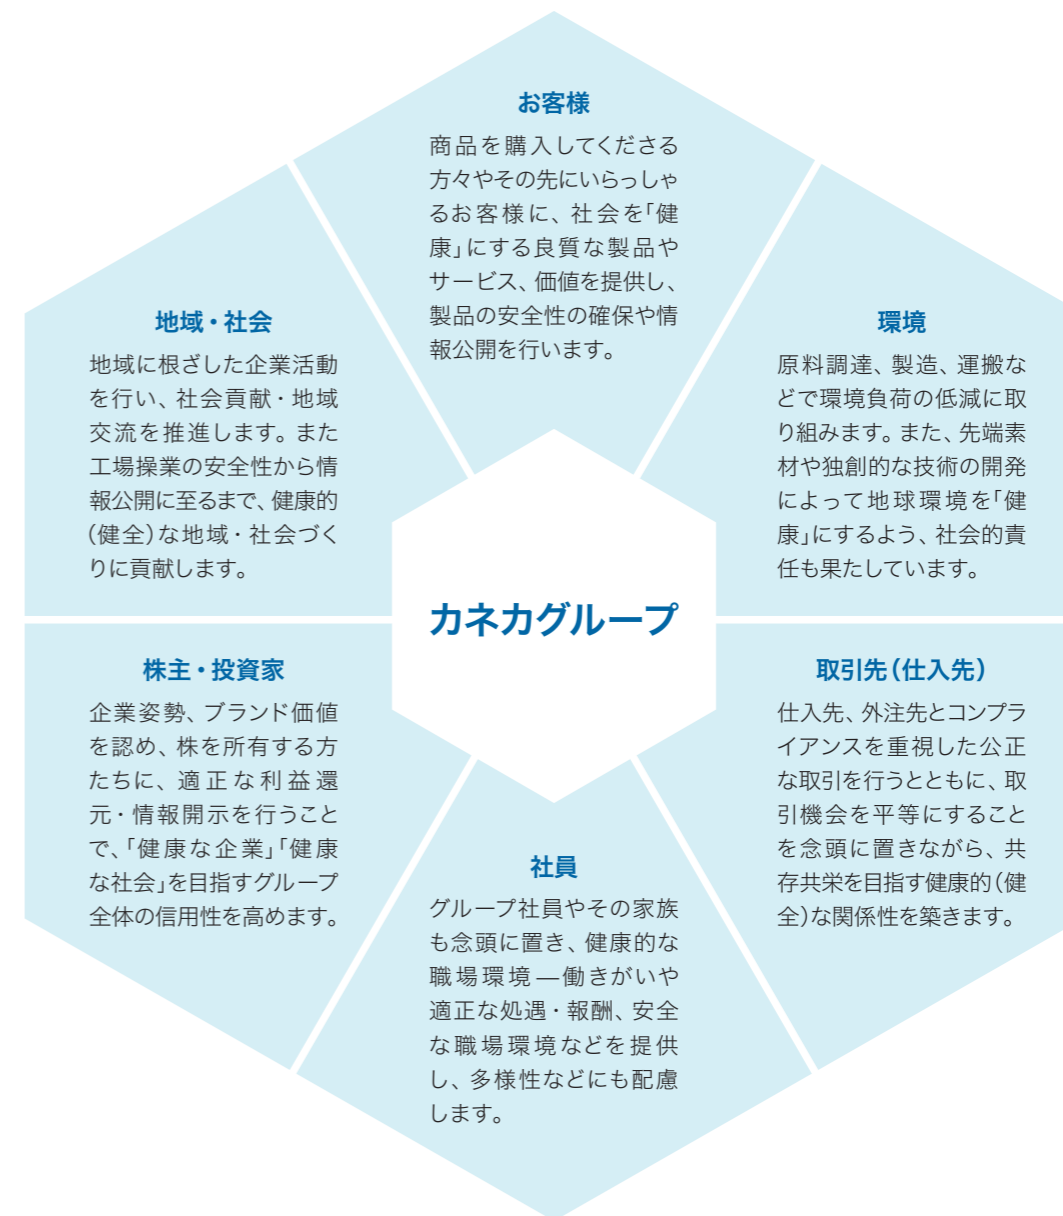 お客様
商品を購入してくださる
方々やその先にいらっしゃ
るお客様に、社会を「健
康」にする良質な製品や
サービス、価値を提供し、
製品の安全性の確保や情
報公開を行います。
地域・社会
地域に根ざした企業活動
を行い、社会貢献・地域
交流を推進します。また
工場操業の安全性から情
報公開に至るまで、健康的
(健全)な地域・社会づく
りに貢献します。
環境
原料調達、製造、運搬な
どで環境負荷の低減に取
り組みます。また、先端素
材や独創的な技術の開発
によって地球環境を「健
康」にするよう、社会的責
任も果たしています。
カネカグループ
株主・投資家
企業姿勢、ブランド価値
を認め、株を所有する方
たちに、適正な利益還
元・情報開示を行うこと
で、「健康な企業」「健康
な社会」を目指すグループ
全体の信用性を高めます。
取引先(仕入先)
仕入先、外注先とコンプラ
イアンスを重視した公正
な取引を行うとともに、取
引機会を平等にすること
を念頭に置きながら、共
存共栄を目指す健康的(健
全)な関係性を築きます。
社員
グループ社員やその家族
も念頭に置き、健康的な
職場環境―働きがいや
適正な処遇・報酬、安全
な職場環境などを提供
し、多様性などにも配慮
します。